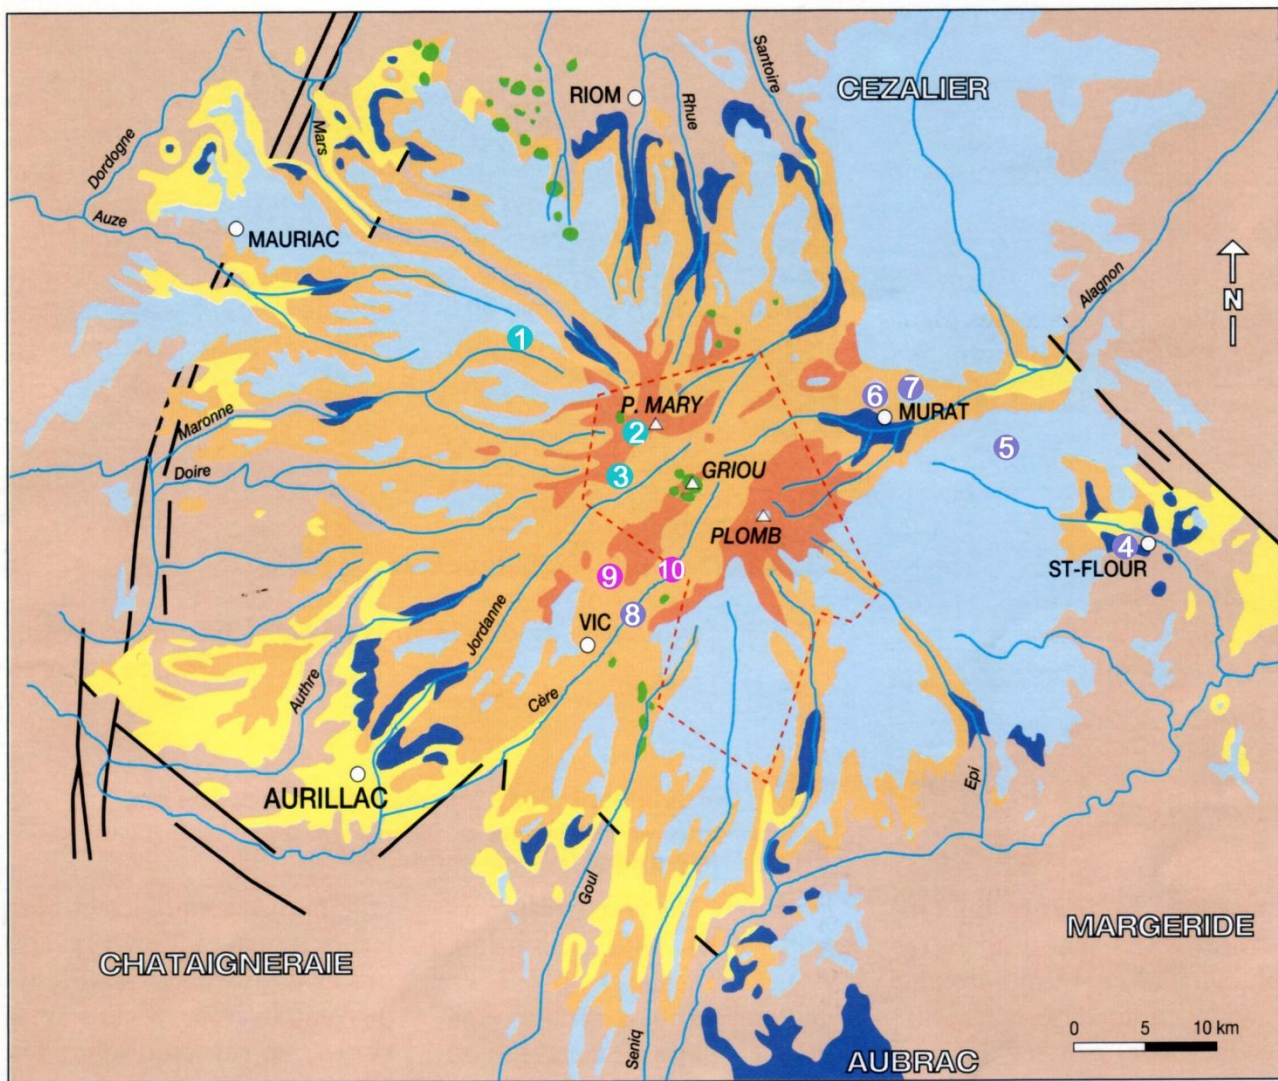 CEZALIER
Santoire
RIOM
Rhue
Mars
Dordogne
Auze
MAURIAC
Alagnon
N
1
P. MARY
2
6
7
MURAT
5
Maronne
Doire
3
GRIOU
PLOMB
4
ST-FLOUR
9
10
8
VIC
Jordanne
Authre
Cère
AURILLAC
Epi
Goul
CHATAIGNERAIE
MARGERIDE
Seniq
AUBRAC
0 5 10 km